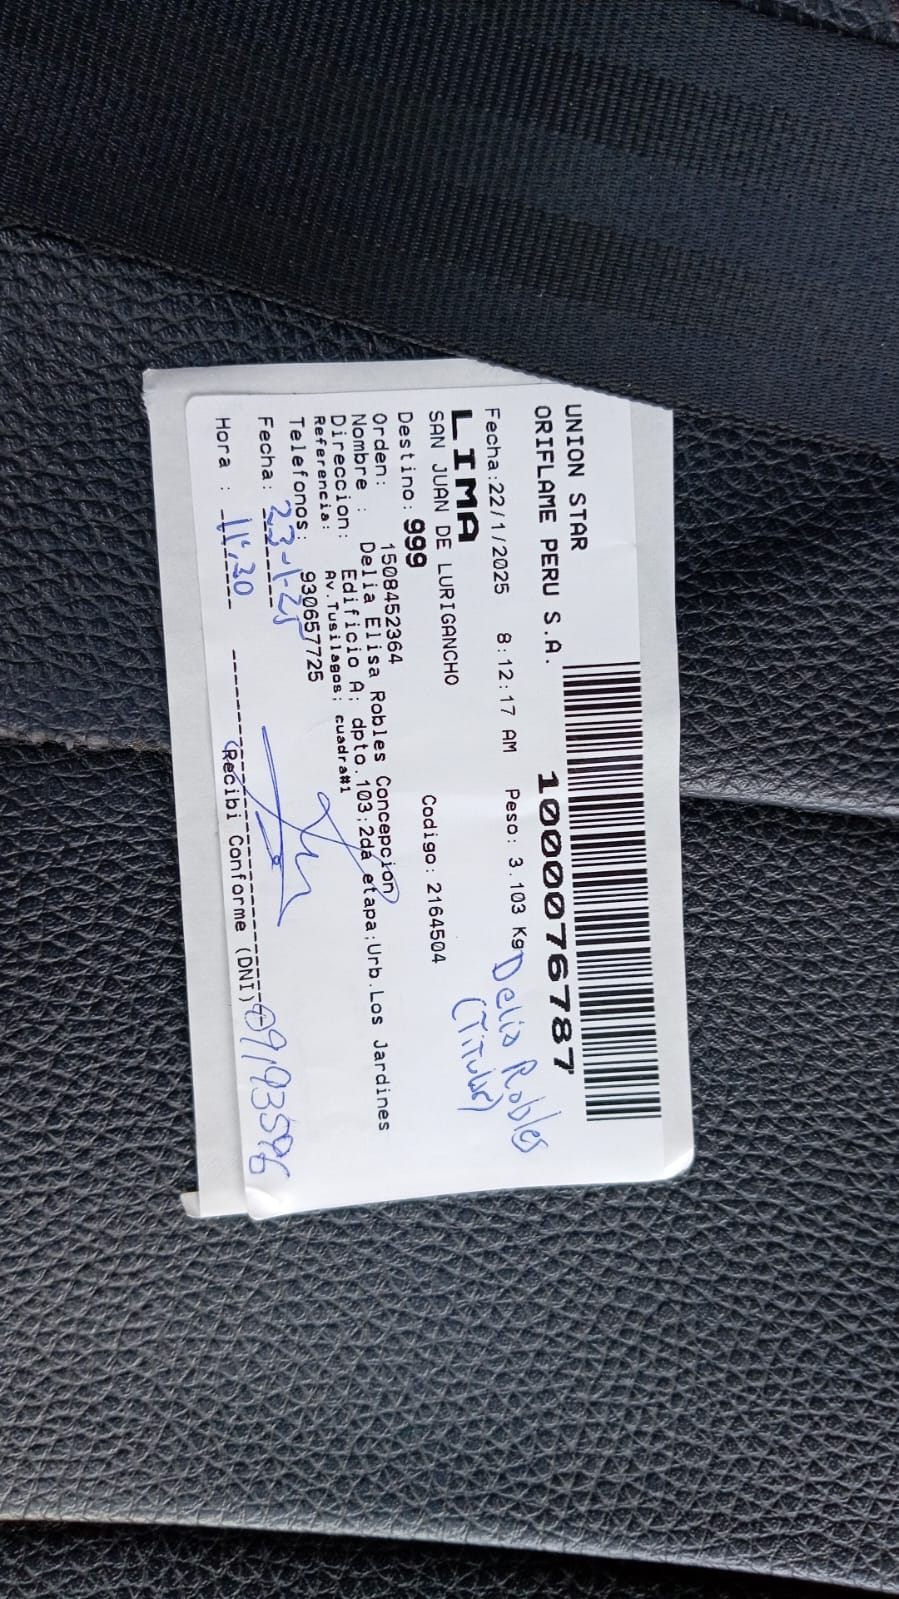 UNION STAR
ORIFLAME PERU S.A.
1000076787
Fecha:22/1/2025 8:12:17 AM Peso: 3.103 Kg
Delia Robles
(Titular)
LIMA
SAN JUAN DE LURIGANCHO
Destino: 999 Codigo: 2164504
Orden: 1508452364
Nombre : Delia Elisa Robles Concepcion
Direccion: Edificio A; dpto.103;2da etapa;Urb.Los Jardines
Referencia: Av.Tusilagos; cuadra#1
Telefonos: 930657725
Fecha: 23-1-25
Hora : 11:30
Recibi Conforme (DNI)